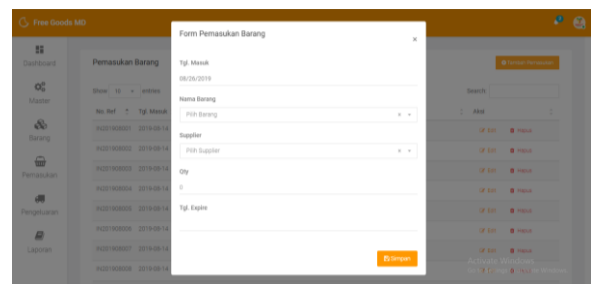 Free Goods MD
Dashboard
Master
Barang
Pemasukan
Pengeluaran
Laporan
Pemasukan Barang
Show 10 entries
Search:
No. Ref Tgl. Masuk Aksi
IN201908001 2019-08-14 Edit Hapus
IN201908002 2019-08-14 Edit Hapus
IN201908003 2019-08-14 Edit Hapus
IN201908004 2019-08-14 Edit Hapus
IN201908005 2019-08-14 Edit Hapus
IN201908006 2019-08-14 Edit Hapus
IN201908007 2019-08-14 Edit Hapus
IN201908008 2019-08-14 Hapus
Form Pemasukan Barang
×
Tgl. Masuk
08/26/2019
Nama Barang
Pilih Barang
Supplier
Pilih Supplier
Qty
0
Tgl. Expire
Simpan
Activate Windows